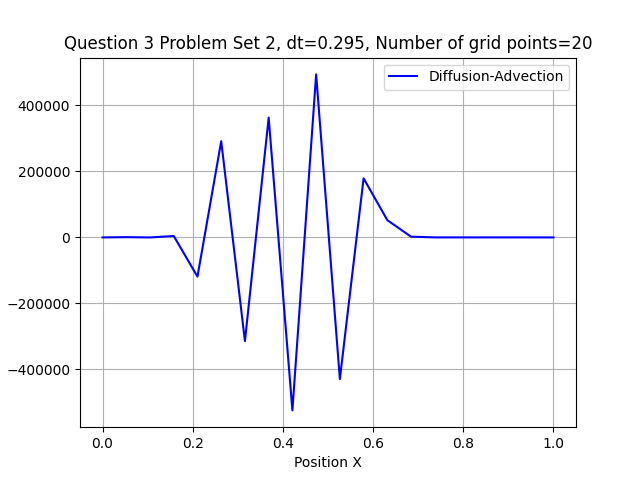 Question 3 Problem Set 2, dt=0.295, Number of grid points=20
Diffusion-Advection
400000
200000
0
−200000
−400000
0.0 0.2 0.4 0.6 0.8 1.0
Position X